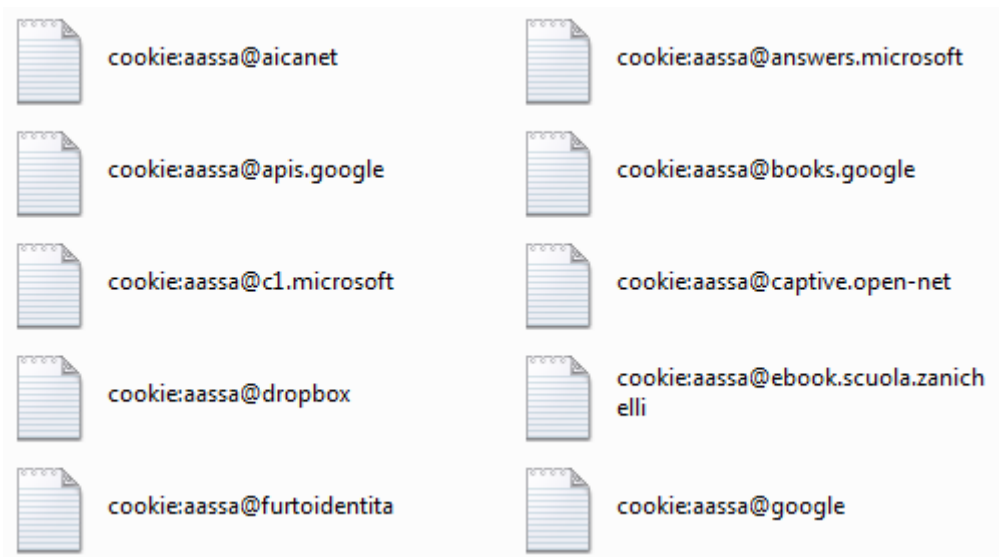 cookie:aassa@aicanet
cookie:aassa@answers.microsoft
cookie:aassa@apis.google
cookie:aassa@books.google
cookie:aassa@c1.microsoft
cookie:aassa@captive.open-net
cookie:aassa@dropbox
cookie:aassa@ebook.scuola.zanich
elli
cookie:aassa@furtoidentita
cookie:aassa@google